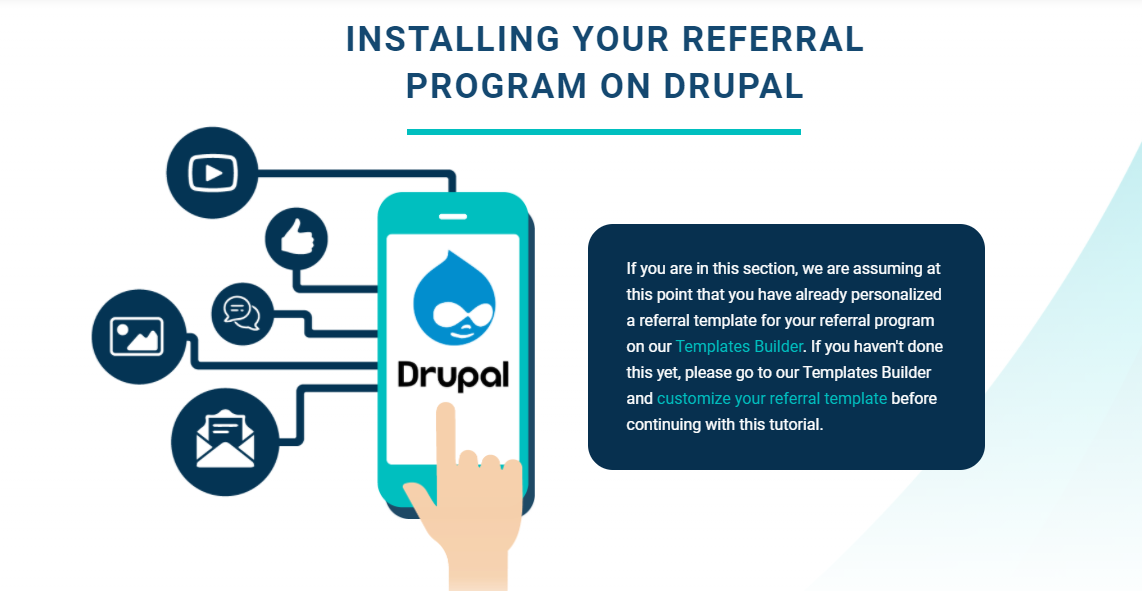 INSTALLING YOUR REFERRAL
PROGRAM ON DRUPAL
Drupal
If you are in this section, we are assuming at
this point that you have already personalized
a referral template for your referral program
on our Templates Builder. If you haven't done
this yet, please go to our Templates Builder
and customize your referral template before
continuing with this tutorial.